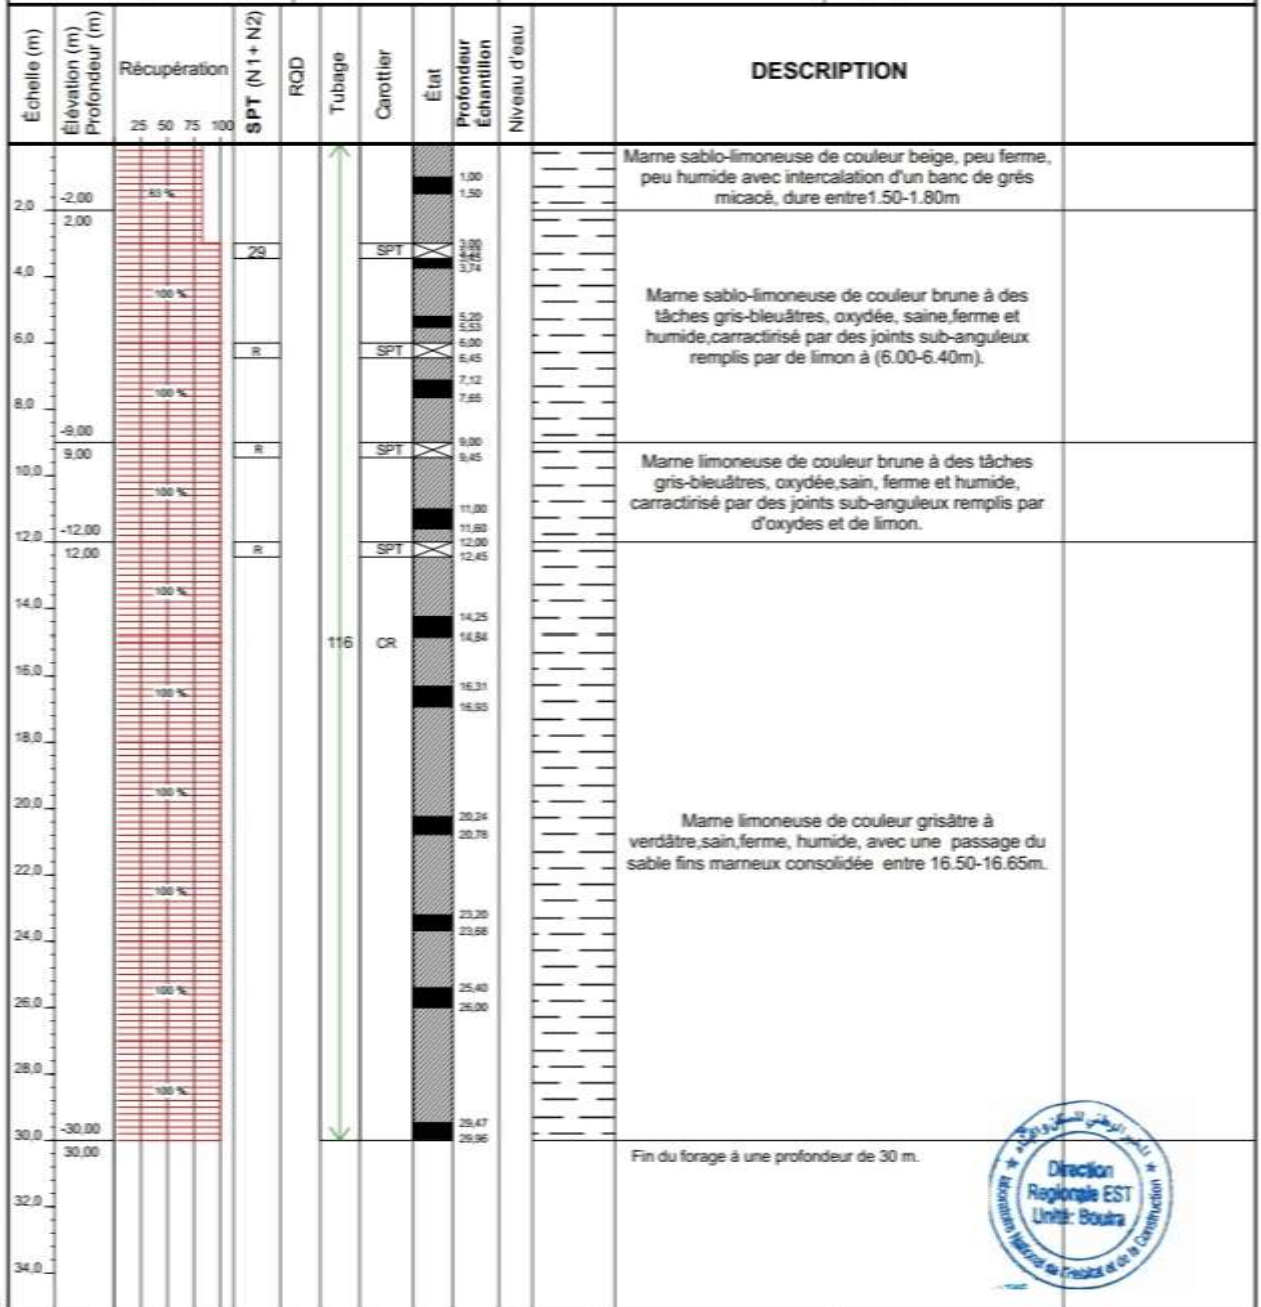 Échelle (m)
Élévation (m)
Profondeur (m)
Récupération
25 50 75 100
SPT (N1+ N2)
RQD
Tubage
Carottier
État
Profondeur
Échantillon
Niveau d'eau
DESCRIPTION
Marne sablo-limoneuse de couleur beige, peu ferme,
peu humide avec intercalation d'un banc de grés
micacé, dure entre1.50-1.80m
1,00
1,50
2,0
-2,00
2,00
29
SPT
3,00
3,74
4,0
100 %
Marne sablo-limoneuse de couleur brune à des
tâches gris-bleuâtres, oxydée, saine,ferme et
humide,carractirisé par des joints sub-anguleux
remplis par de limon à (6.00-6.40m).
5,20
5,53
6,0
R
SPT
6,00
6,45
7,12
7,65
100 %
8,0
-9,00
9,00
R
SPT
9,00
9,45
10,0
100 %
Marne limoneuse de couleur brune à des tâches
gris-bleuâtres, oxydée,sain, ferme et humide,
carractirisé par des joints sub-anguleux remplis par
d'oxydes et de limon.
11,00
11,60
12,0
-12,00
12,00
R
SPT
12,00
12,45
100 %
14,0
14,25
14,84
116
CR
16,0
100 %
16,31
16,93
18,0
100 %
20,0
20,24
20,78
Marne limoneuse de couleur grisâtre à
verdâtre,sain,ferme, humide, avec une passage du
sable fins marneux consolidée entre 16.50-16.65m.
22,0
100 %
23,20
23,68
24,0
100 %
25,40
26,00
26,0
28,0
100 %
29,47
29,96
30,0
-30,00
30,00
Fin du forage à une profondeur de 30 m.
32,0
34,0
Direction
Regionale EST
Unité: Bouira
Laboratoire National de l'Habitat et de la Construction